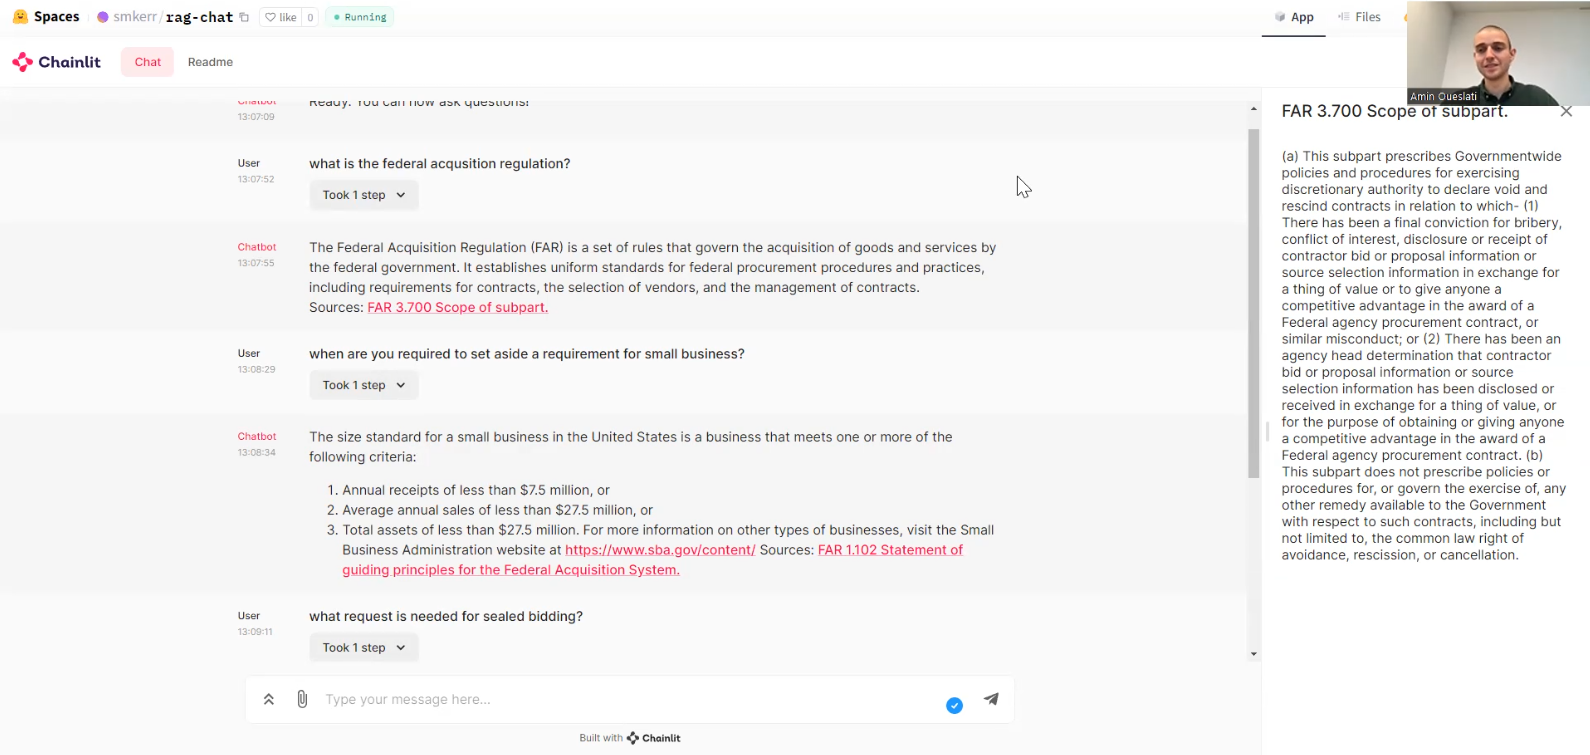 Spaces
smkerr/rag-chat
like 0
Running
App
Files
Amin Oueslati
Chainlit
Chat
Readme
Chatbot
13:07:09
Ready. You can now ask questions!
User
13:07:52
what is the federal acqusition regulation?
Took 1 step
Chatbot
13:07:55
The Federal Acquisition Regulation (FAR) is a set of rules that govern the acquisition of goods and services by
the federal government. It establishes uniform standards for federal procurement procedures and practices,
including requirements for contracts, the selection of vendors, and the management of contracts.
Sources: FAR 3.700 Scope of subpart.
User
13:08:29
when are you required to set aside a requirement for small business?
Took 1 step
Chatbot
13:08:34
The size standard for a small business in the United States is a business that meets one or more of the
following criteria:
1. Annual receipts of less than $7.5 million, or
2. Average annual sales of less than $27.5 million, or
3. Total assets of less than $27.5 million. For more information on other types of businesses, visit the Small
Business Administration website at https://www.sba.gov/content/ Sources: FAR 1.102 Statement of
guiding principles for the Federal Acquisition System.
User
13:09:11
what request is needed for sealed bidding?
Took 1 step
Type your message here...
Built with Chainlit
FAR 3.700 Scope of subpart.
(a) This subpart prescribes Governmentwide
policies and procedures for exercising
discretionary authority to declare void and
rescind contracts in relation to which- (1)
There has been a final conviction for bribery,
conflict of interest, disclosure or receipt of
contractor bid or proposal information or
source selection information in exchange for
a thing of value or to give anyone a
competitive advantage in the award of a
Federal agency procurement contract, or
similar misconduct; or (2) There has been an
agency head determination that contractor
bid or proposal information or source
selection information has been disclosed or
received in exchange for a thing of value, or
for the purpose of obtaining or giving anyone
a competitive advantage in the award of a
Federal agency procurement contract. (b)
This subpart does not prescribe policies or
procedures for, or govern the exercise of, any
other remedy available to the Government
with respect to such contracts, including but
not limited to, the common law right of
avoidance, rescission, or cancellation.